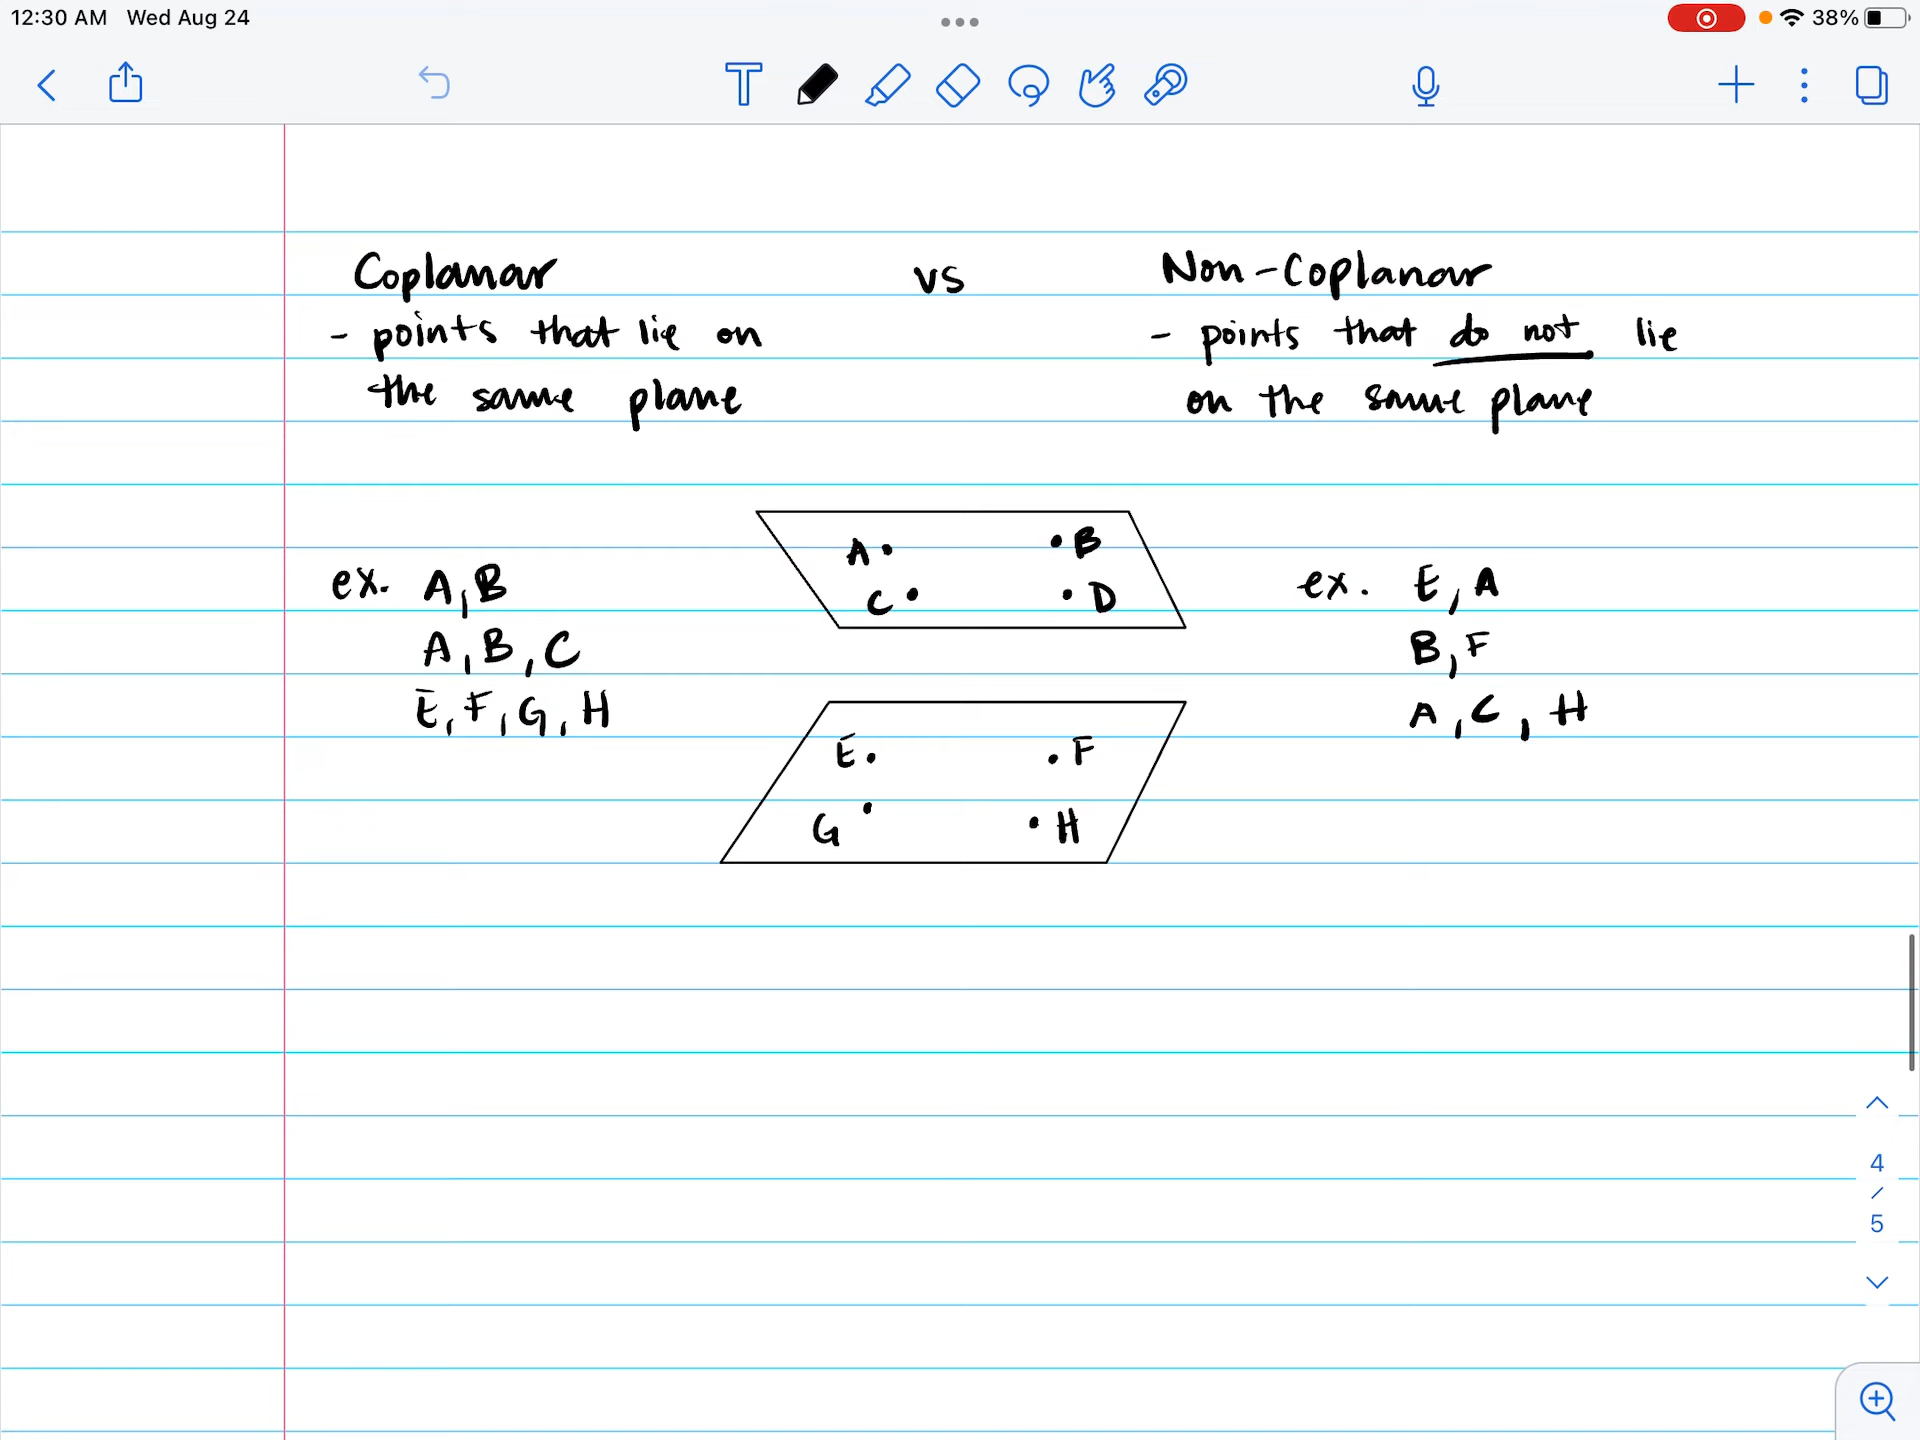 12:30 AM Wed Aug 24
38%
T
Coplanar vs Non-Coplanar
- points that lie on
the same plane
- points that do not lie
on the same plane
ex. A, B
A, B, C
E, F, G, H
A B
C D
E F
G H
ex. E, A
B, F
A, C, H
4
/
5